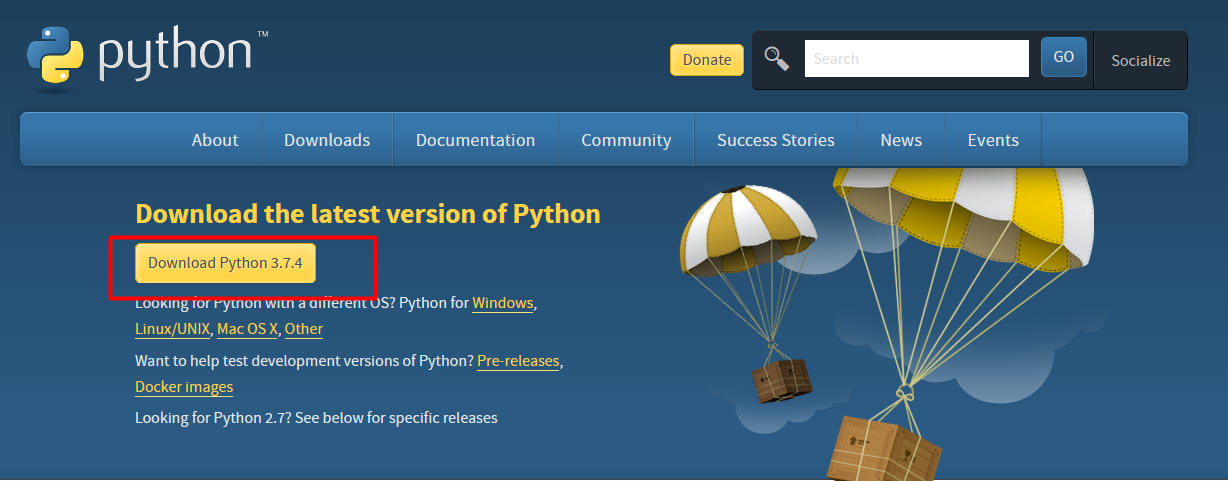 python™
Donate
Search
GO
Socialize
About
Downloads
Documentation
Community
Success Stories
News
Events
Download the latest version of Python
Download Python 3.7.4
Looking for Python with a different OS? Python for Windows,
Linux/UNIX, Mac OS X, Other
Want to help test development versions of Python? Pre-releases,
Docker images
Looking for Python 2.7? See below for specific releases